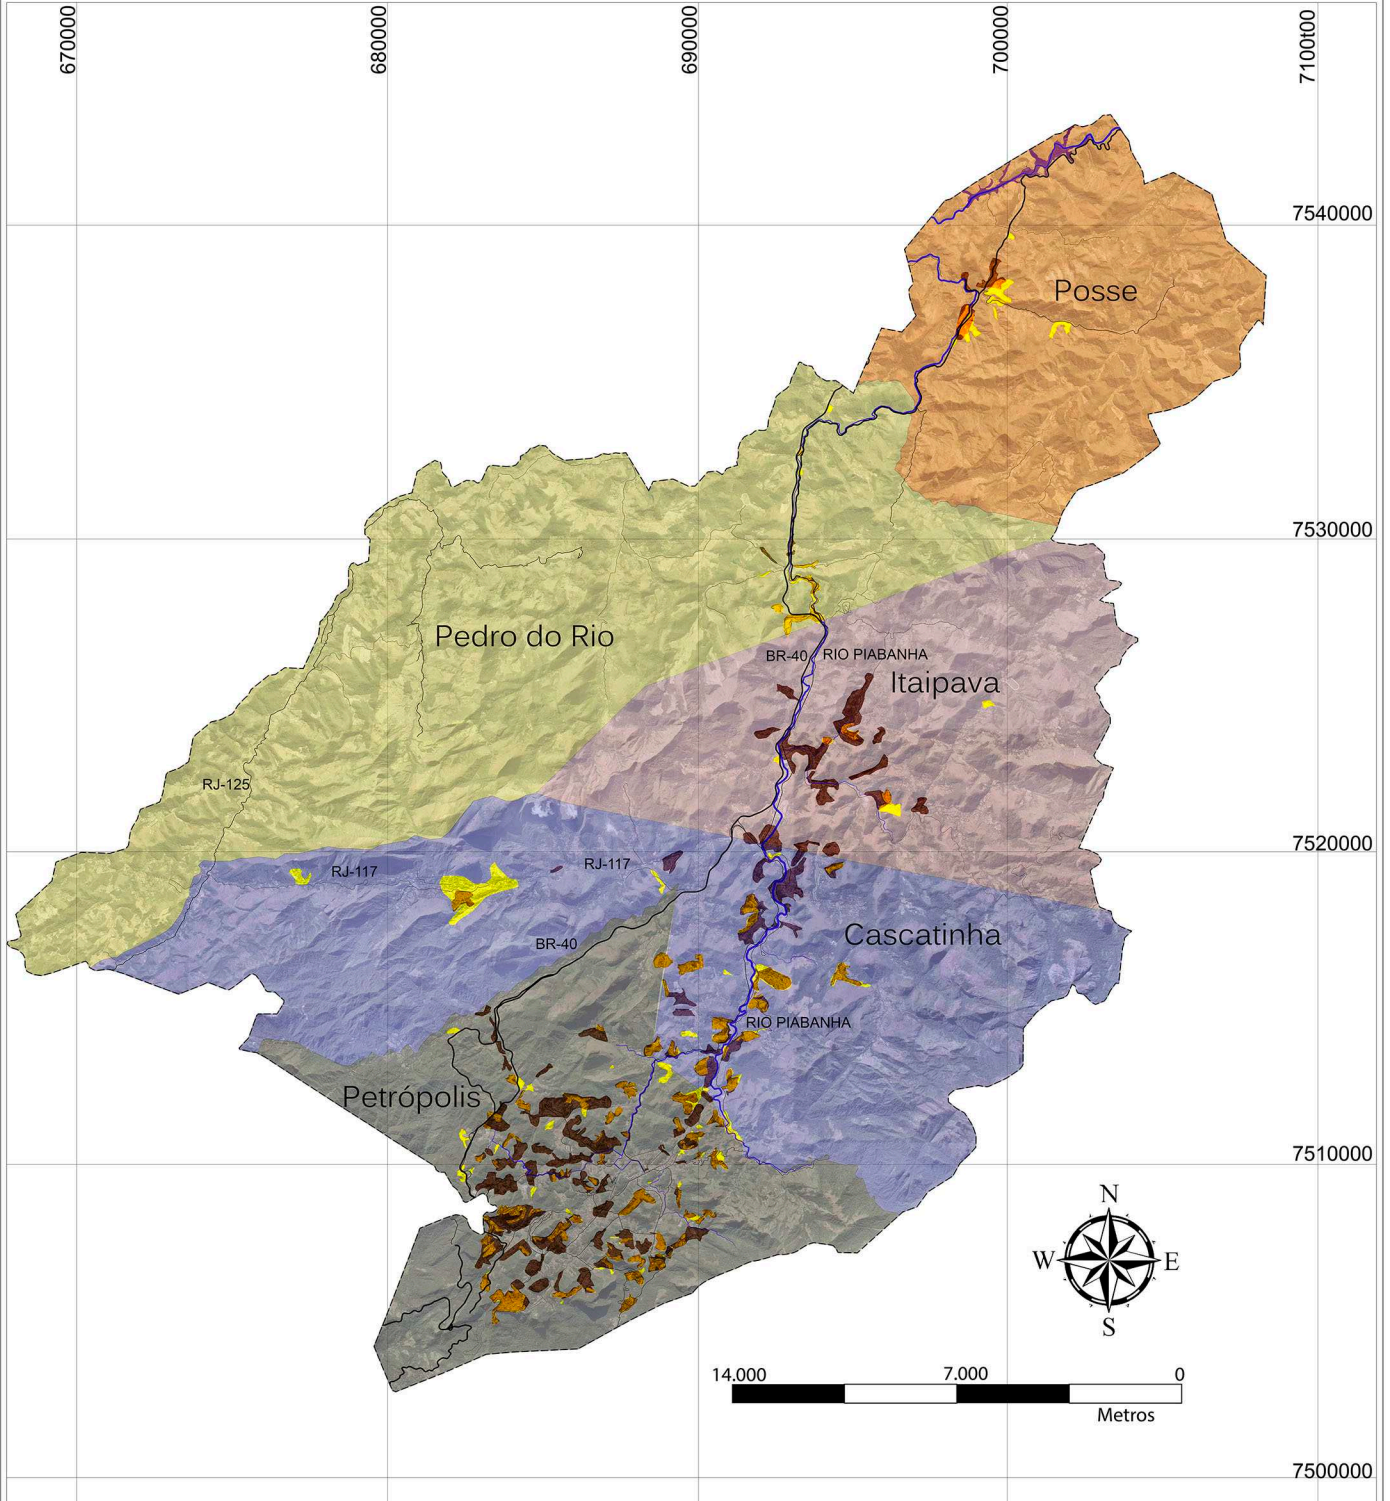 670000
680000
690000
700000
7100t00
7540000
Posse
7530000
Pedro do Rio
BR-40
RIO PIABANHA
Itaipava
RJ-125
7520000
RJ-117
RJ-117
Cascatinha
BR-40
RIO PIABANHA
Petrópolis
7510000
N
W
E
S
14.000 7.000 0
Metros
7500000